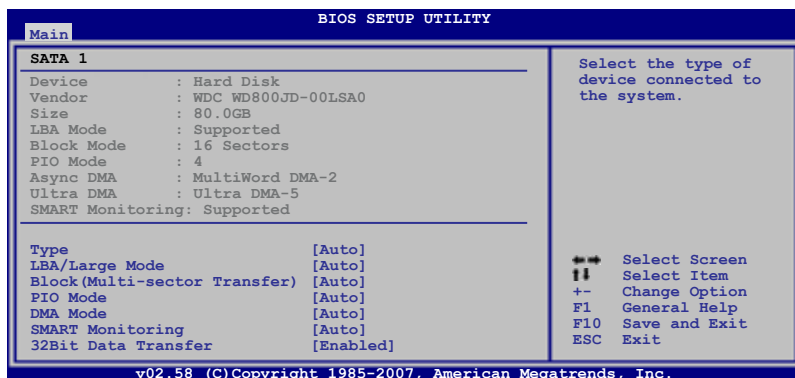 BIOS SETUP UTILITY
Main
SATA 1
Device : Hard Disk
Vendor : WDC WD800JD-00LSA0
Size : 80.0GB
LBA Mode : Supported
Block Mode : 16 Sectors
PIO Mode : 4
Async DMA : MultiWord DMA-2
Ultra DMA : Ultra DMA-5
SMART Monitoring: Supported
Type [Auto]
LBA/Large Mode [Auto]
Block(Multi-sector Transfer) [Auto]
PIO Mode [Auto]
DMA Mode [Auto]
SMART Monitoring [Auto]
32Bit Data Transfer [Enabled]
Select the type of
device connected to
the system.
←→ Select Screen
↑↓ Select Item
+- Change Option
F1 General Help
F10 Save and Exit
ESC Exit
v02.58 (C)Copyright 1985-2007, American Megatrends, Inc.